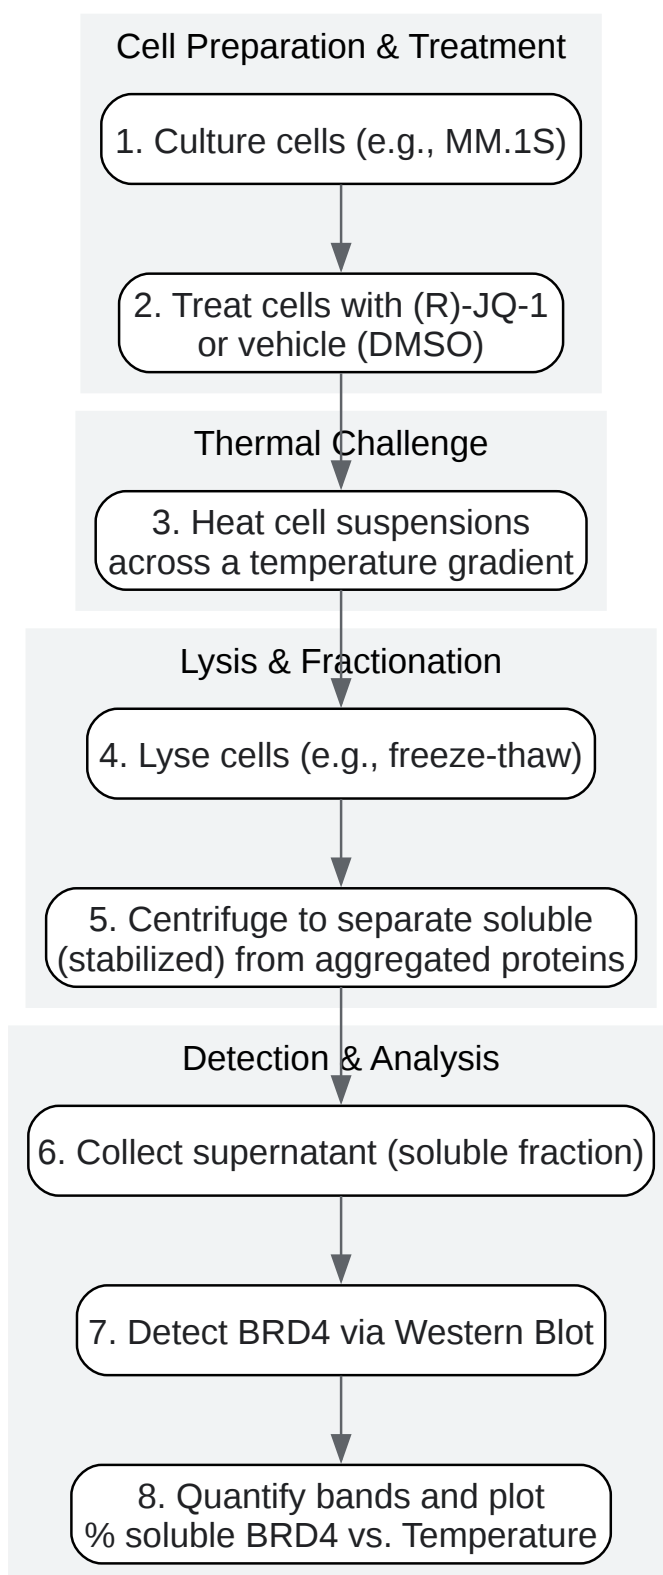 Cell Preparation & Treatment
1. Culture cells (e.g., MM.1S)
2. Treat cells with (R)-JQ-1
or vehicle (DMSO)
Thermal Challenge
3. Heat cell suspensions
across a temperature gradient
Lysis & Fractionation
4. Lyse cells (e.g., freeze-thaw)
5. Centrifuge to separate soluble
(stabilized) from aggregated proteins
Detection & Analysis
6. Collect supernatant (soluble fraction)
7. Detect BRD4 via Western Blot
8. Quantify bands and plot
% soluble BRD4 vs. Temperature